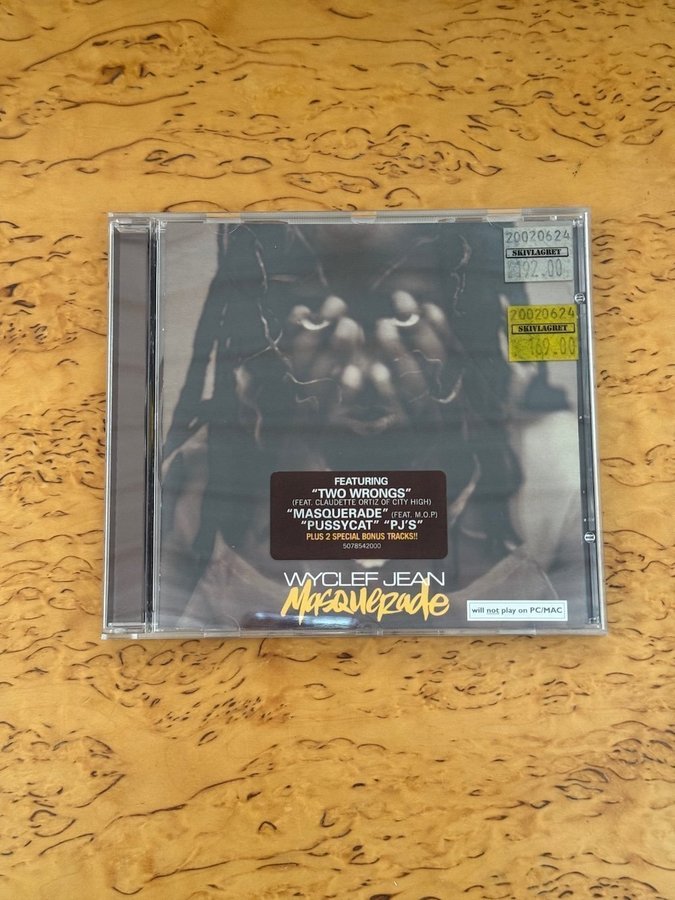 20020624
SKIVLAGRET
192.00
20020624
SKIVLAGRET
169.00
FEATURING
"TWO WRONGS"
(FEAT. CLAUDETTE ORTIZ OF CITY HIGH)
"MASQUERADE" (FEAT. M.O.P)
"PUSSYCAT" "PJ'S"
PLUS 2 SPECIAL BONUS TRACKS!!
5078542000
WYCLEF JEAN
Masquerade
will not play on PC/MAC